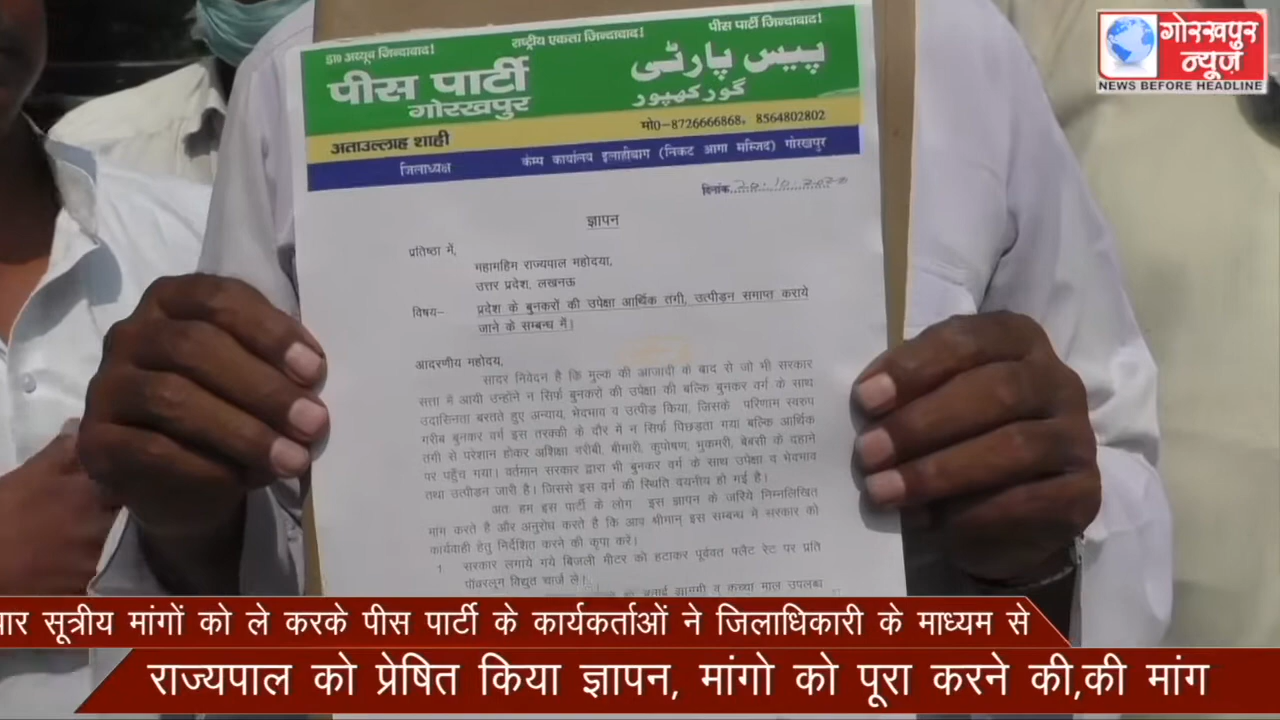 डा0 अय्यूब जिन्दाबाद!
राष्ट्रीय एकता जिन्दाबाद!
पीस पार्टी जिन्दाबाद!
पीस पार्टी
گورکھپور پیس پارٹی
गोरखपुर
अताउल्लाह शाही
मो0-8726666868, 8564802802
जिलाध्यक्ष
कैम्प कार्यालय इलाहीबाग (निकट आगा मस्जिद) गोरखपुर
दिनांक
ज्ञापन
प्रतिष्ठा में,
महामहिम राज्यपाल महोदया,
उत्तर प्रदेश, लखनऊ
विषय– प्रदेश के बुनकरों की उपेक्षा आर्थिक तंगी, उत्पीडन समाप्त कराये
जाने के सम्बन्ध में।
आदरणीय महोदय,
सादर निवेदन है कि मुल्क की आजादी के बाद से जो भी सरकार
सत्ता में आयी उन्होंने न सिर्फ बुनकरों की उपेक्षा की बल्कि बुनकर वर्ग के साथ
उदासिनता बरतते हुए अन्याय, भेदभाव व उत्पीड किया, जिसके परिणाम स्वरुप
गरीब बुनकर वर्ग इस तरक्की के दौर में न सिर्फ पिछड़ता गया बल्कि आर्थिक
तंगी से परेशान होकर अशिक्षा गरीबी, बीमारी, कुपोषण, भुकमरी, बेबसी के दहाने
पर पहुँच गया। वर्तमान सरकार द्वारा भी बुनकर वर्ग के साथ उपेक्षा व भेदभाव
तथा उत्पीडन जारी है। जिससे इस वर्ग की स्थिति दयनीय हो गई है।
अतः हम इस पार्टी के लोग इस ज्ञापन के जरिये निम्नलिखित
मांग करते है और अनुरोध करते है कि आप श्रीमान् इस सम्बन्ध में सरकार को
कार्यवाही हेतु निर्देशित करने की कृपा करे।
1 सरकार लगाये गये बिजली मीटर को हटाकर पूर्ववत फ्लैट रेट पर प्रति
पॉवरलूम विद्युत चार्ज ले।
व कच्चा माल उपलब्ध
गोरखपुर
न्यूज़
NEWS BEFORE HEADLINE
सूत्रीय मांगों को ले करके पीस पार्टी के कार्यकर्ताओं ने जिलाधिकारी के माध्यम से
राज्यपाल को प्रेषित किया ज्ञापन, मांगो को पूरा करने की,की मांग